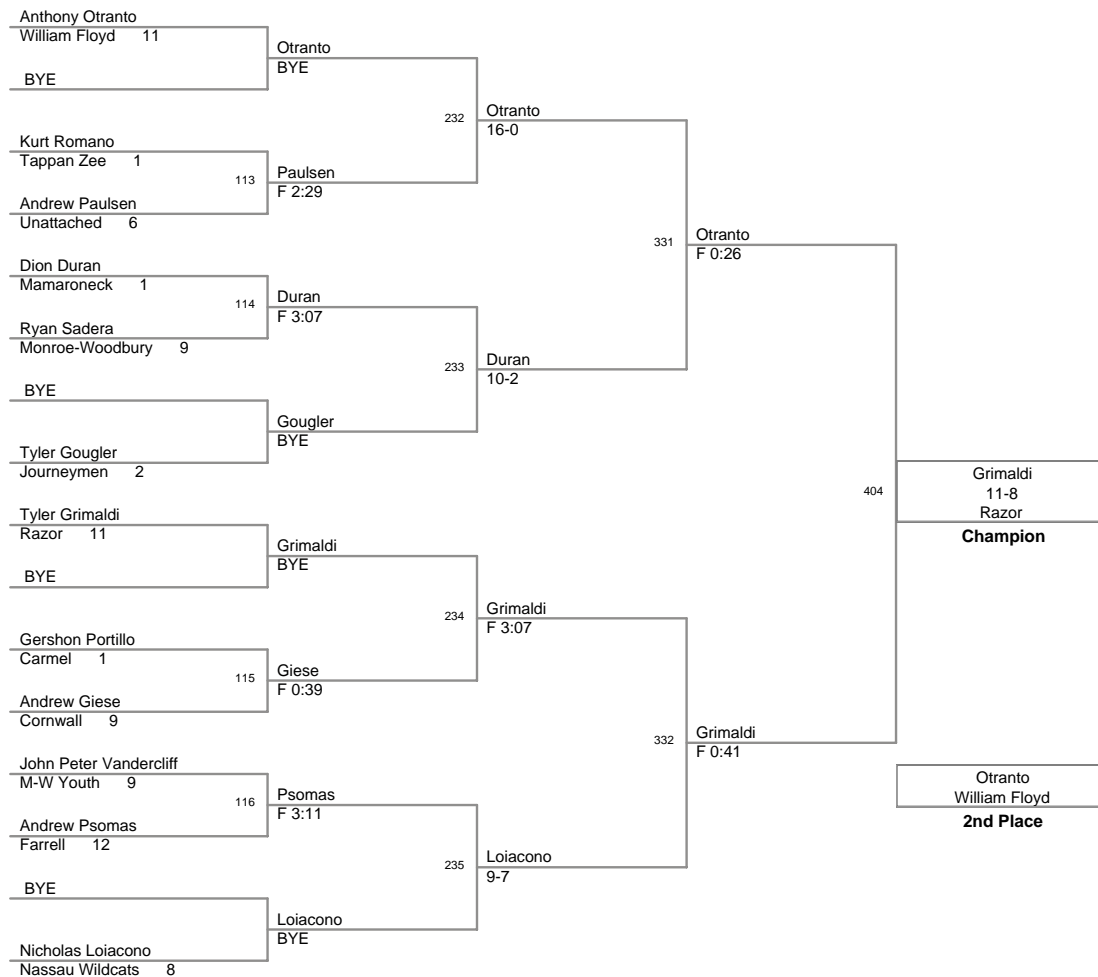 Anthony Otranto
William Floyd 11
BYE
Kurt Romano
Tappan Zee 1
Andrew Paulsen
Unattached 6
Dion Duran
Mamaroneck 1
Ryan Sadera
Monroe-Woodbury 9
BYE
Tyler Gougler
Journeymen 2
Tyler Grimaldi
Razor 11
BYE
Gershon Portillo
Carmel 1
Andrew Giese
Cornwall 9
John Peter Vandercliff
M-W Youth 9
Andrew Psomas
Farrell 12
BYE
Nicholas Loiacono
Nassau Wildcats 8
Otranto
BYE
113
Paulsen
F 2:29
114
Duran
F 3:07
Gougler
BYE
Grimaldi
BYE
115
Giese
F 0:39
116
Psomas
F 3:11
Loiacono
BYE
232
Otranto
16-0
233
Duran
10-2
234
Grimaldi
F 3:07
235
Loiacono
9-7
331
Otranto
F 0:26
332
Grimaldi
F 0:41
404
Grimaldi
11-8
Razor
Champion
Otranto
William Floyd
2nd Place